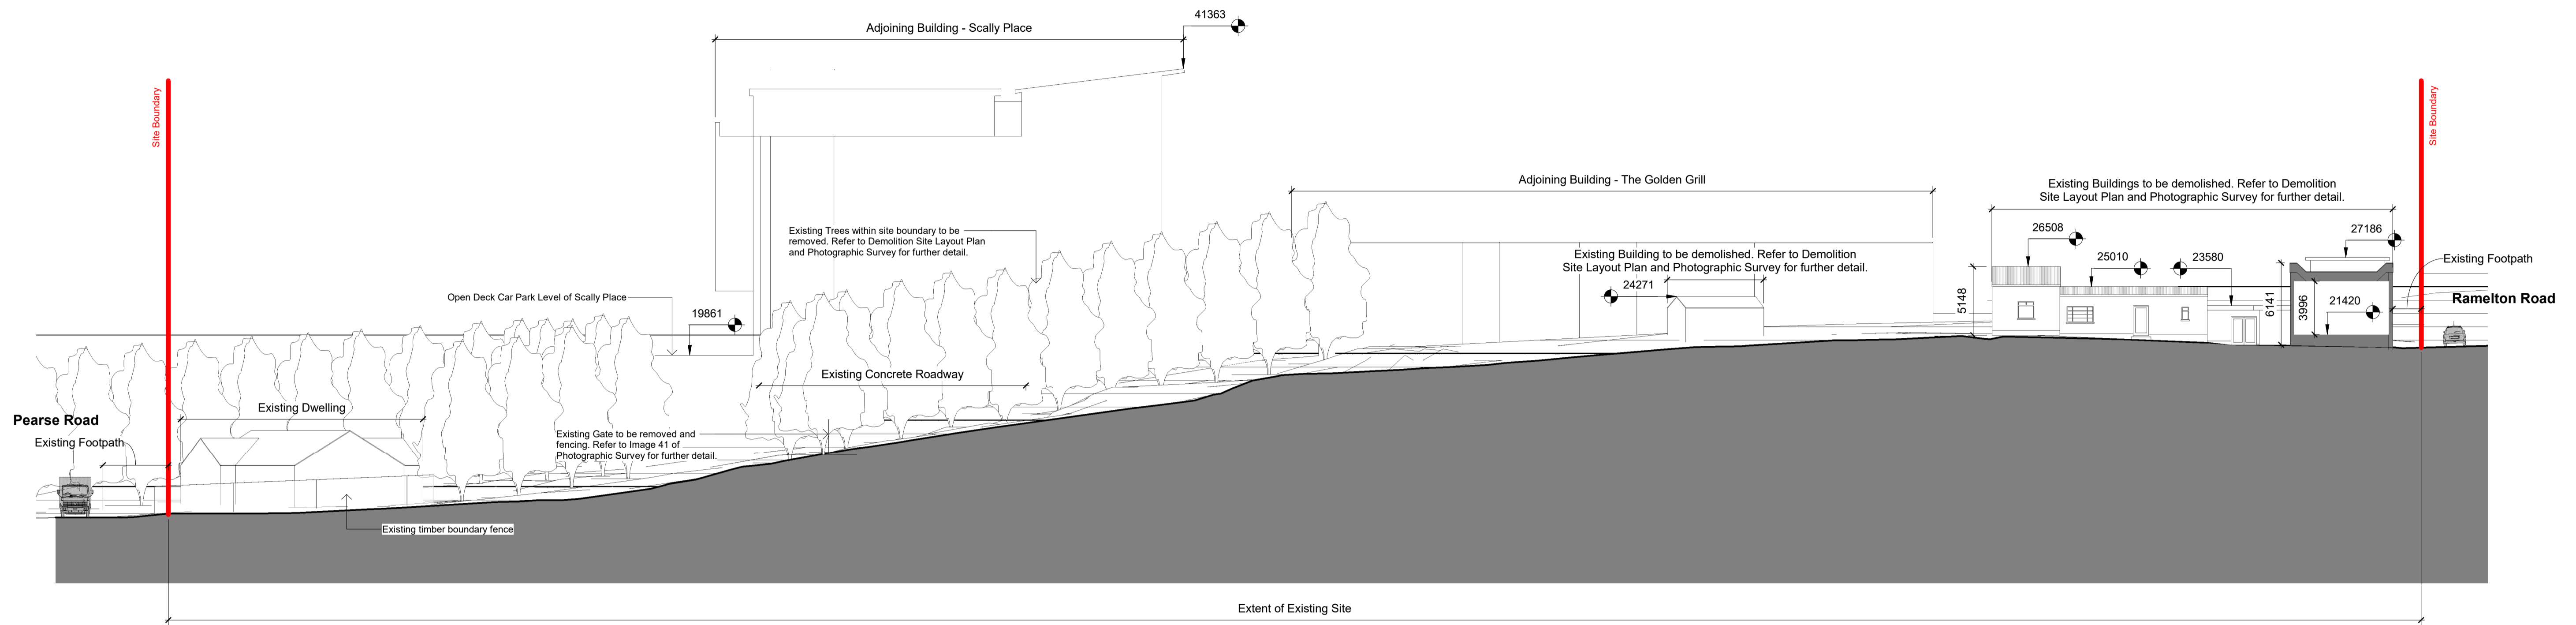 41363
Adjoining Building - Scally Place
Site Boundary
Site Boundary
Adjoining Building - The Golden Grill
Existing Buildings to be demolished. Refer to Demolition
Site Layout Plan and Photographic Survey for further detail.
Existing Trees within site boundary to be
removed. Refer to Demolition Site Layout Plan
and Photographic Survey for further detail.
26508
27186
Existing Building to be demolished. Refer to Demolition
Site Layout Plan and Photographic Survey for further detail.
25010
23580
Existing Footpath
24271
Open Deck Car Park Level of Scally Place
5148
6141
3996
21420
Ramelton Road
19861
Existing Concrete Roadway
Existing Dwelling
Pearse Road
Existing Footpath
Existing Gate to be removed and
fencing. Refer to Image 41 of
Photographic Survey for further detail.
Existing timber boundary fence
Extent of Existing Site